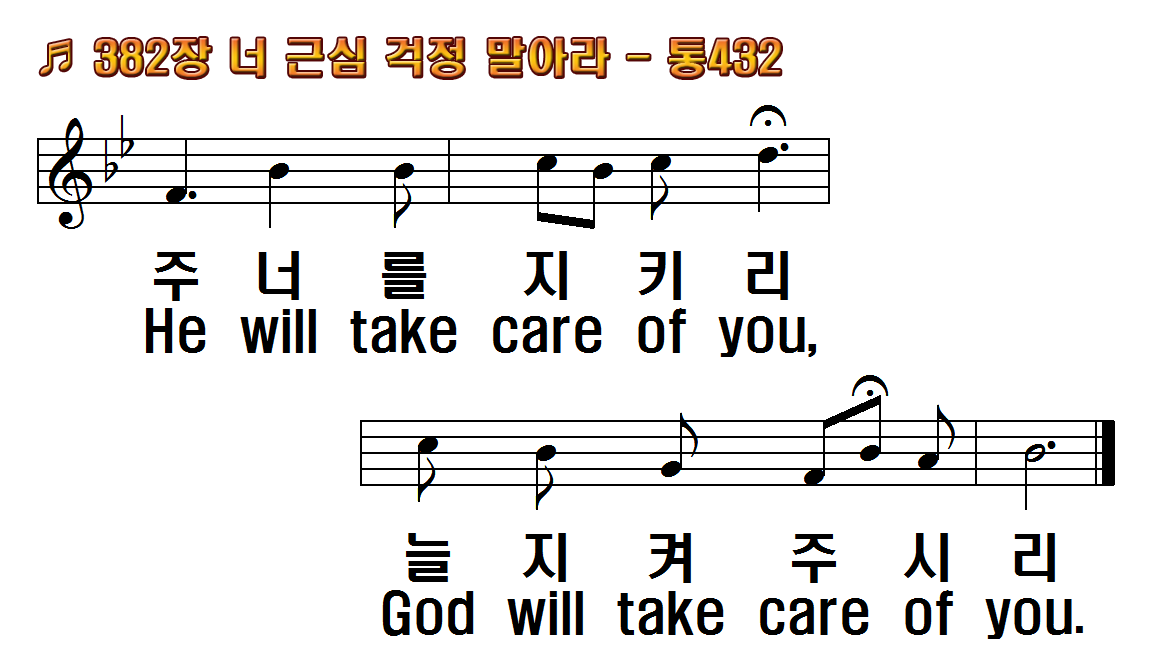 382장 너 근심 걱정 말아라 - 통432
주 너 를 지 키 리
He will take care of you,
늘 지 켜 주 시 리
God will take care of you.